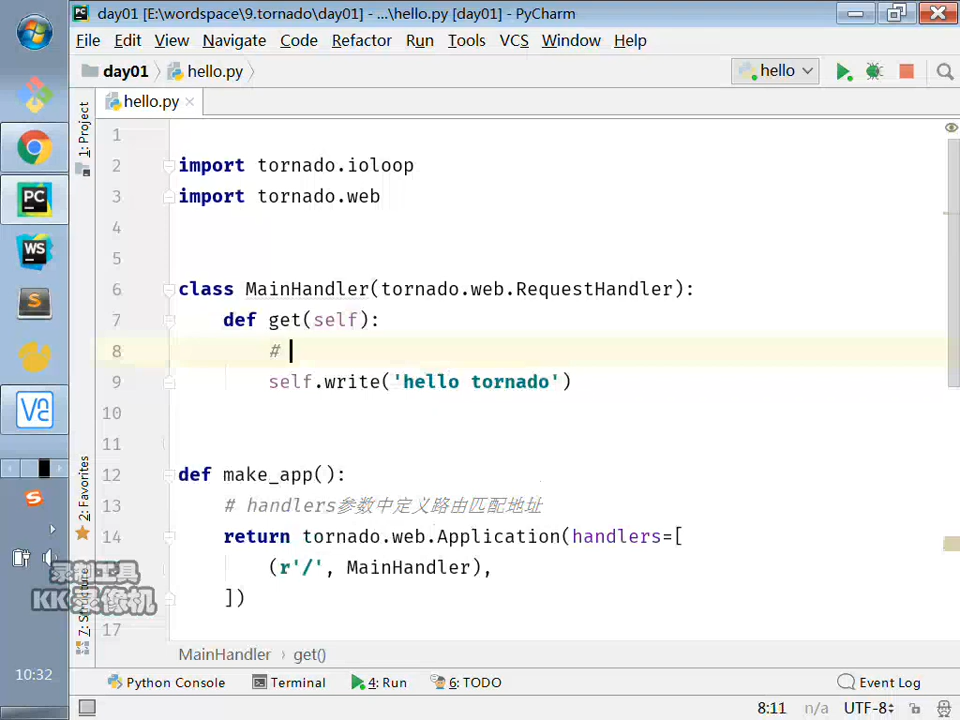 day01 [E:\wordspace\9.tornado\day01] - ...\hello.py [day01] - PyCharm
File Edit View Navigate Code Refactor Run Tools VCS Window Help
day01 hello.py hello
hello.py
1: Project
1
2 import tornado.ioloop
3 import tornado.web
4
5
6 class MainHandler(tornado.web.RequestHandler):
7 def get(self):
8 #
9 self.write('hello tornado')
10
11
12 def make_app():
13 # handlers参数中定义路由匹配地址
14 return tornado.web.Application(handlers=[
15 (r'/', MainHandler),
16 ])
17
2: Favorites
7: Structure
PC
WS
录制工具
KK录像机
MainHandler get()
Python Console Terminal 4: Run 6: TODO Event Log
10:32
8:11 n/a UTF-8